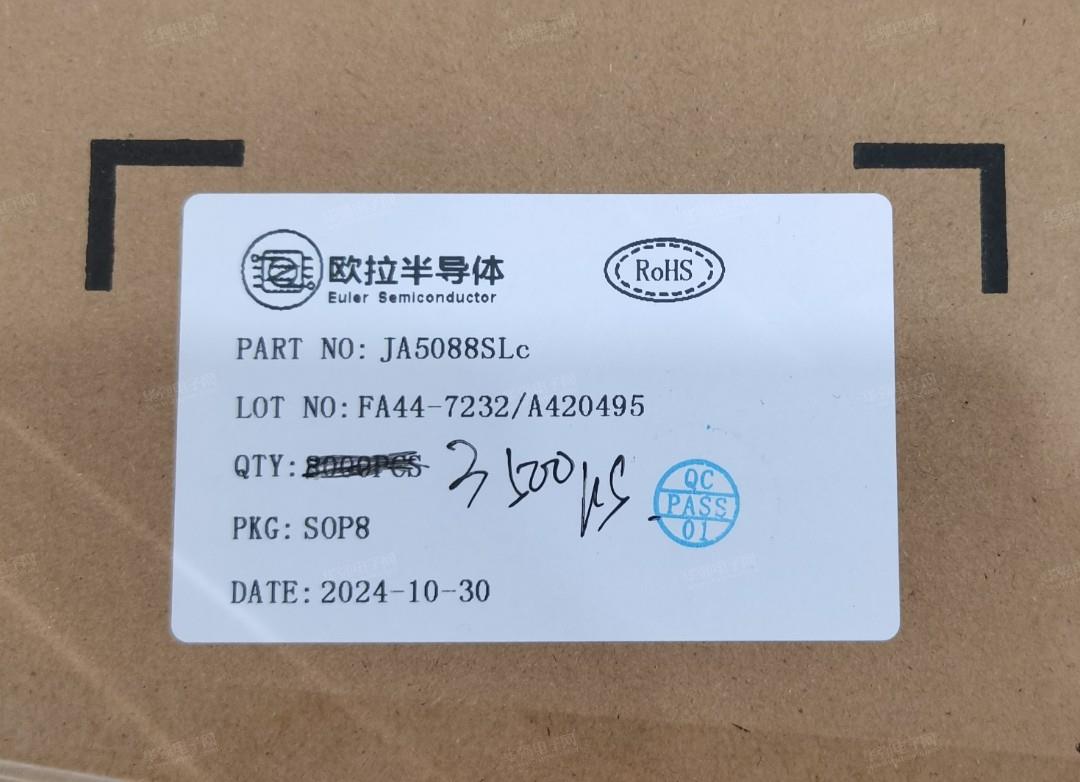 欧拉半导体
Euler Semiconductor
RoHS
PART NO: JA5088SLc
LOT NO: FA44-7232/A420495
QTY: 8000PCS 3500PCS
QC
PASS
01
PKG: SOP8
DATE: 2024-10-30